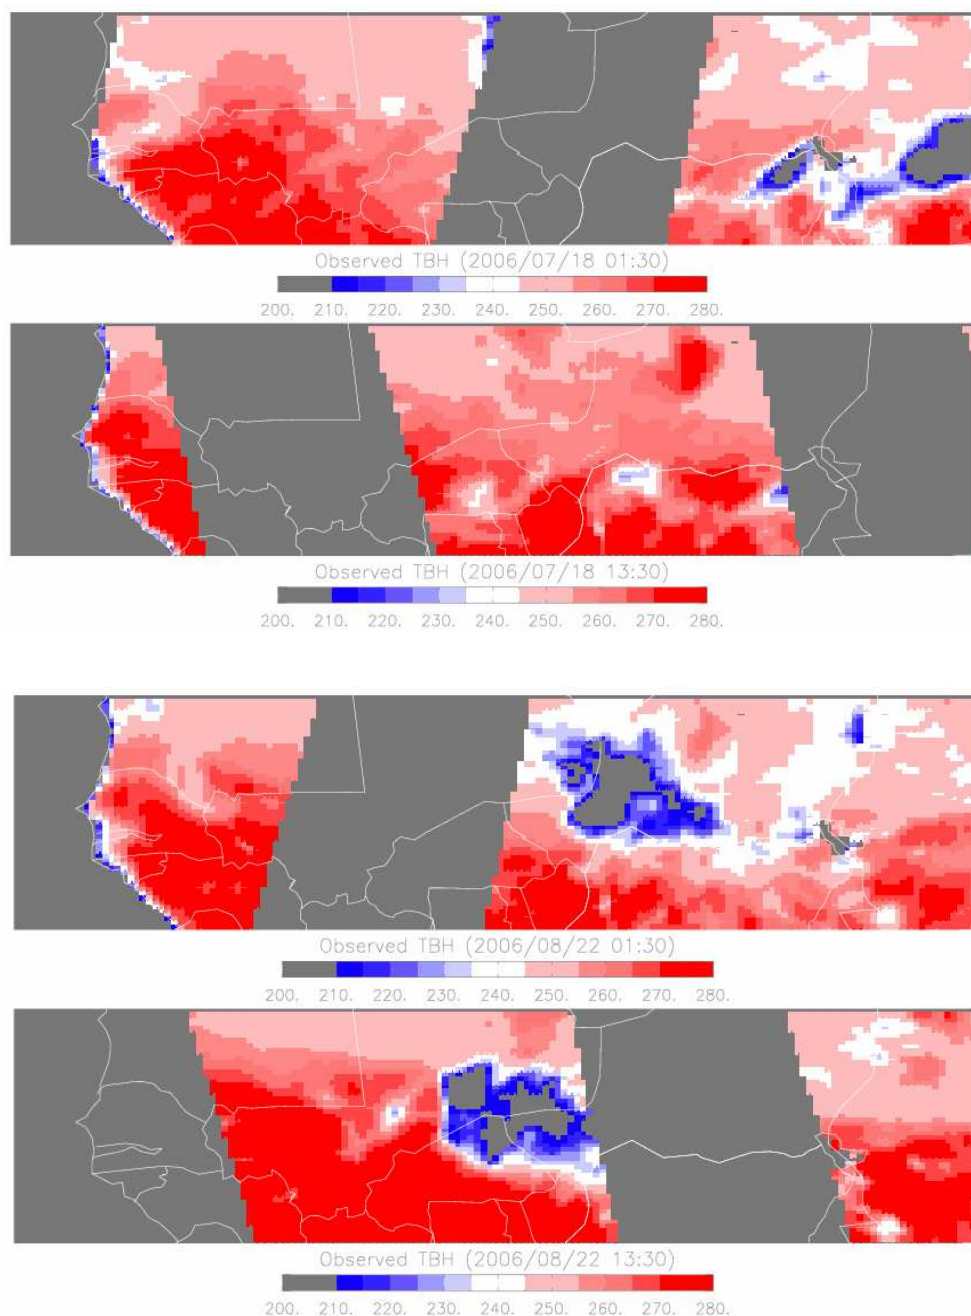 Observed TBH (2006/07/18 01:30)
200. 210. 220. 230. 240. 250. 260. 270. 280.
Observed TBH (2006/07/18 13:30)
200. 210. 220. 230. 240. 250. 260. 270. 280.
Observed TBH (2006/08/22 01:30)
200. 210. 220. 230. 240. 250. 260. 270. 280.
Observed TBH (2006/08/22 13:30)
200. 210. 220. 230. 240. 250. 260. 270. 280.